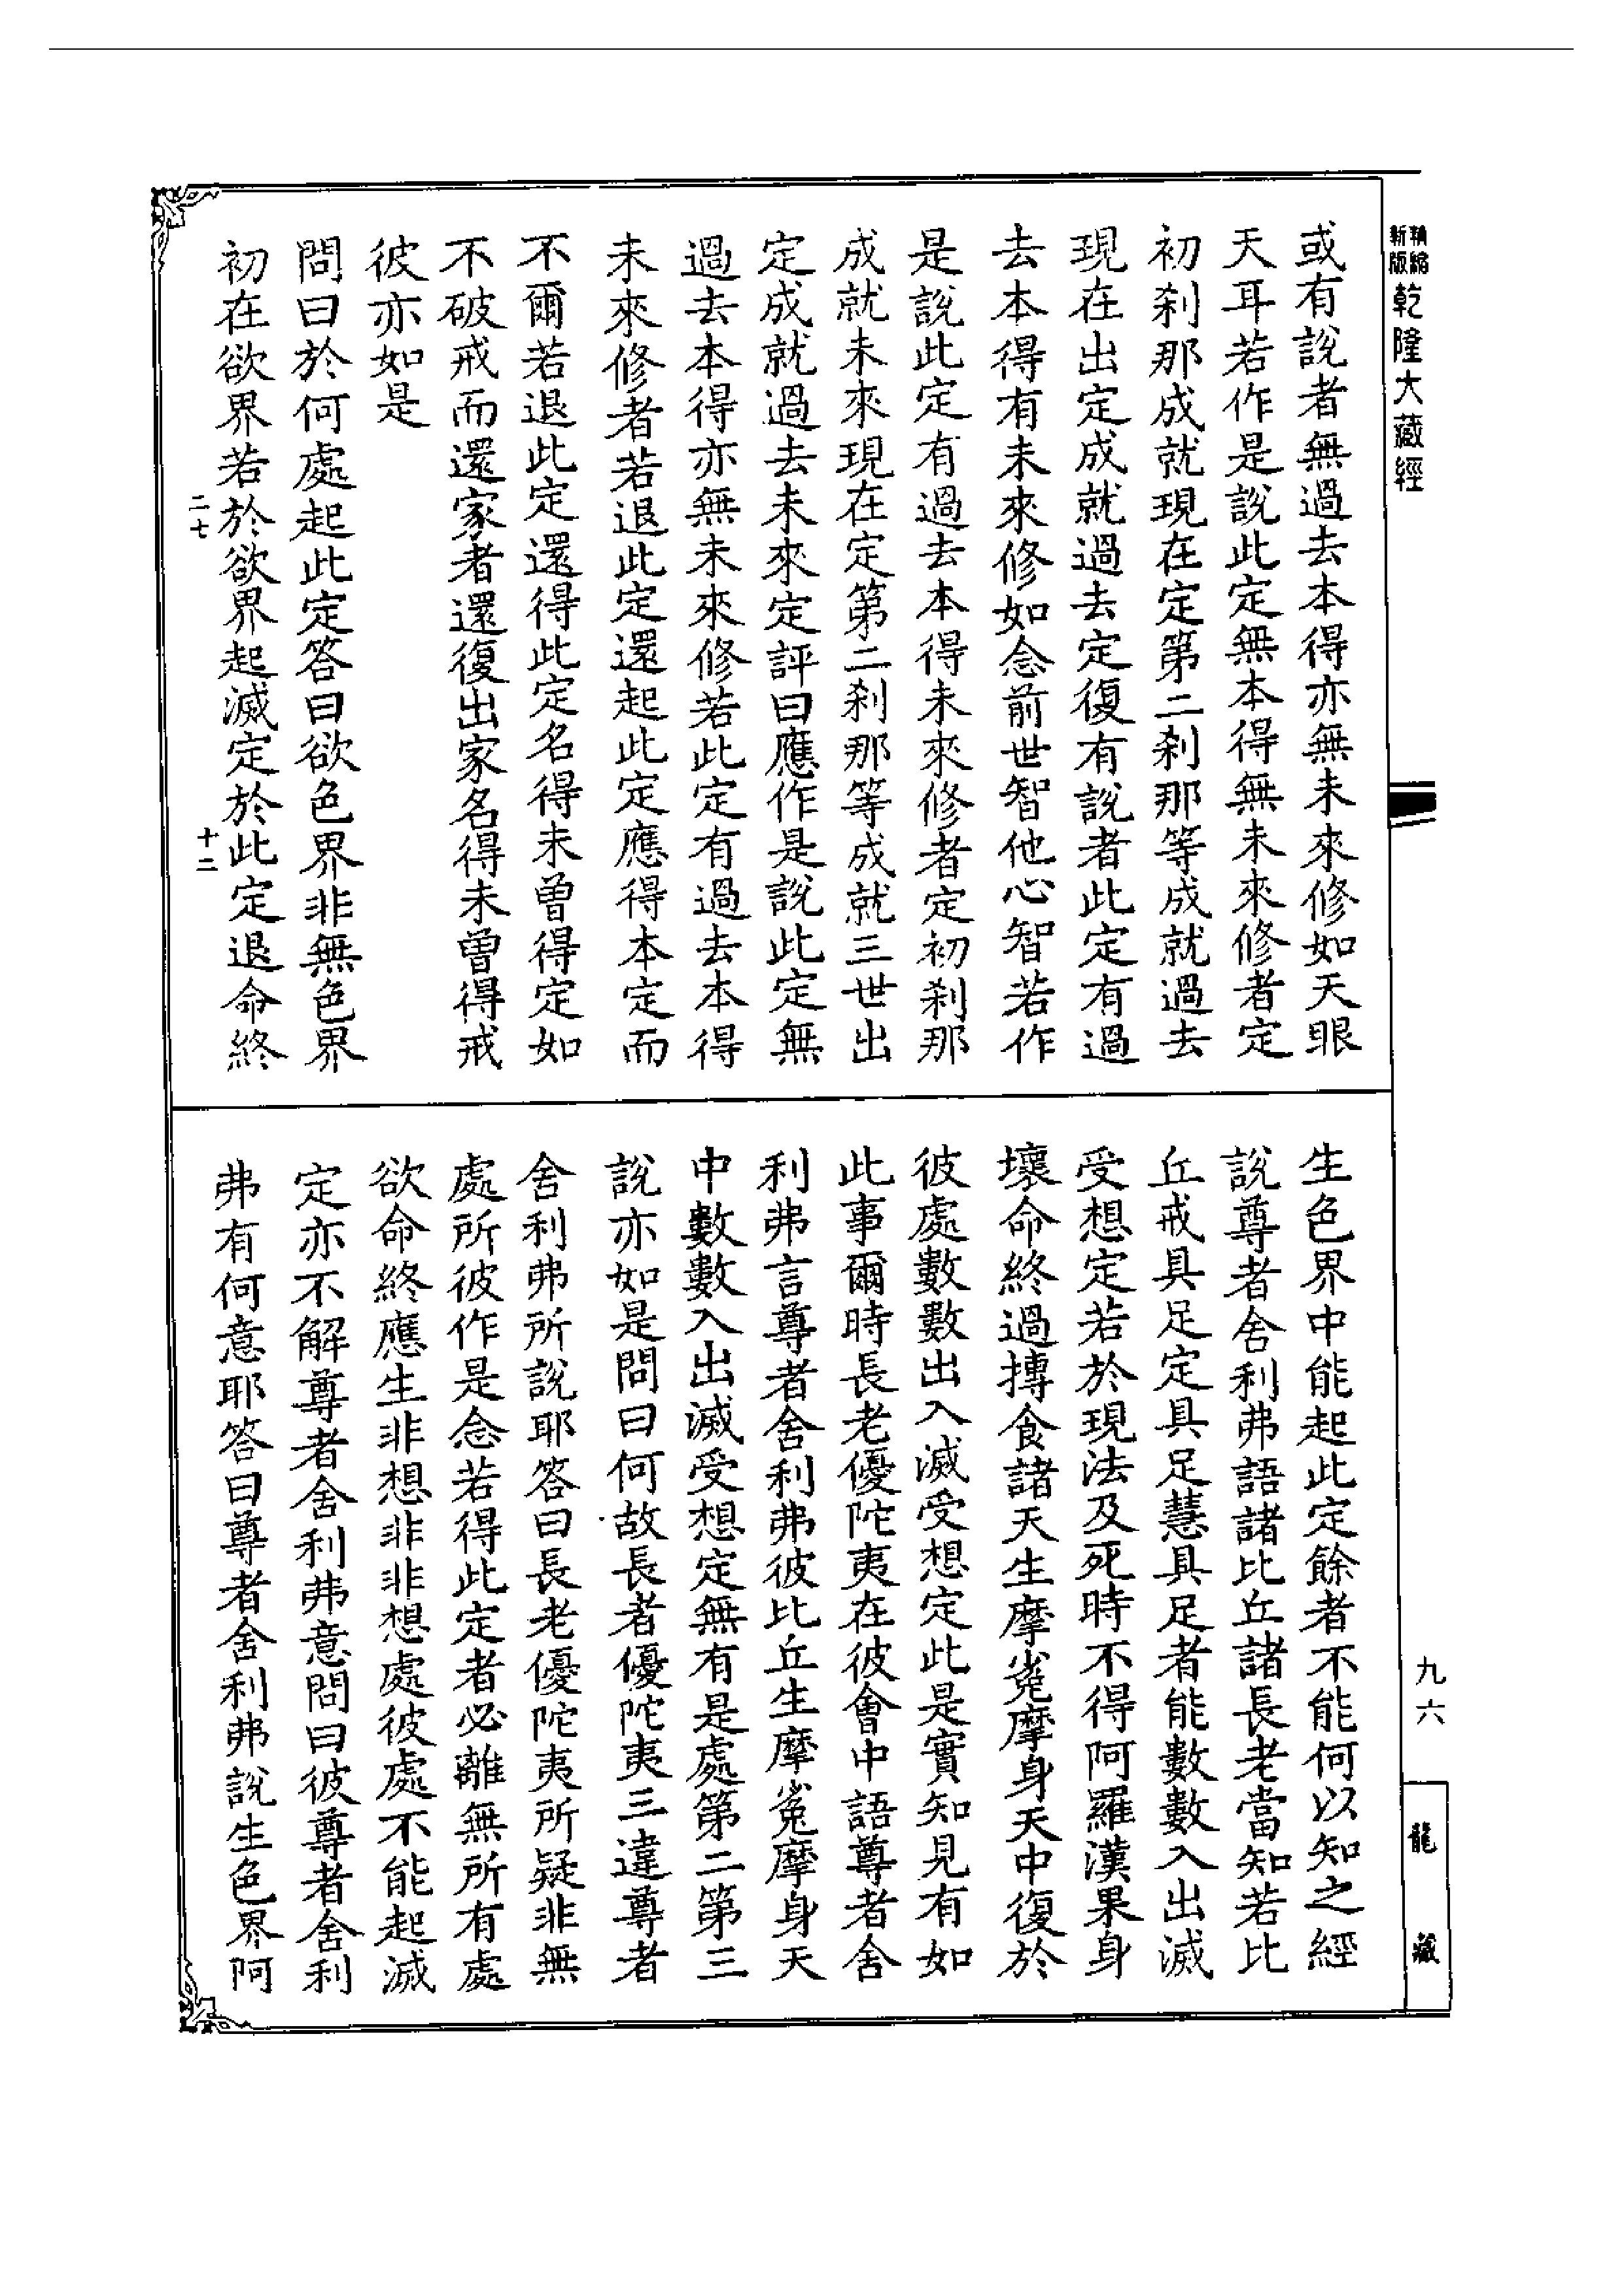 精縮新版乾隆大藏經
或有說者無過去本得亦無未來修如天眼
天耳若作是說此定無本得無未來修者定
初刹那成就現在定第二刹那等成就過去
現在出定成就過去定復有說者此定有過
去本得有未來修如念前世智他心智若作
是說此定有過去本得未來修者定初刹那
成就未來現在定第二刹那等成就三世出
定成就過去未來定評曰應作是說此定無
過去本得亦無未來修若此定有過去本得
未來修者若退此定還起此定應得本定而
不爾若退此定還得此定名得未曾得定如
不破戒而還家者還復出家名得未曾得戒
彼亦如是
問曰於何處起此定答曰欲色界非無色界
初在欲界若於欲界起滅定於此定退命終
二七
十二
生色界中能起此定餘者不能何以知之經
說尊者舍利弗語諸比丘諸長老當知若比
丘戒具足定具足慧具足者能數數入出滅
受想定若於現法及死時不得阿羅漢果身
壞命終過摶食諸天生摩㝹摩身天中復於
彼處數數出入滅受想定此是實知見有如
此事爾時長老優陀夷在彼會中語尊者舍
利弗言尊者舍利弗彼比丘生摩㝹摩身天
中數數入出滅受想定無有是處第二第三
說亦如是問曰何故長者優陀夷三違尊者
舍利弗所說耶答曰長老優陀夷所疑非無
處所彼作是念若得此定者必離無所有處
欲命終應生非想非非想處彼處不能起滅
定亦不解尊者舍利弗意問曰彼尊者舍利
弗有何意耶答曰尊者舍利弗說生色界阿
九六
龍藏